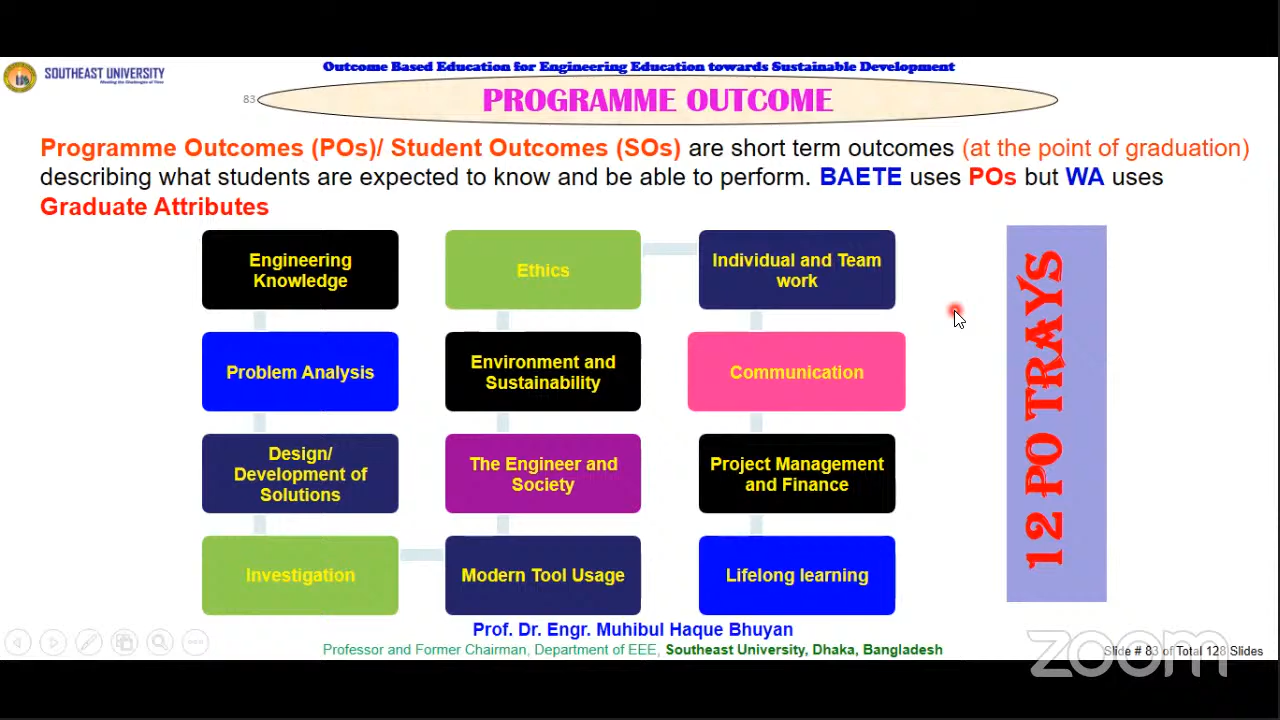 SOUTHEAST UNIVERSITY
Outcome Based Education for Engineering Education towards Sustainable Development
83
PROGRAMME OUTCOME
Programme Outcomes (POs)/ Student Outcomes (SOs) are short term outcomes (at the point of graduation)
describing what students are expected to know and be able to perform. BAETE uses POs but WA uses
Graduate Attributes
Engineering
Knowledge
Problem Analysis
Design/
Development of
Solutions
Investigation
Modern Tool Usage
The Engineer and
Society
Environment and
Sustainability
Ethics
Individual and Team
work
Communication
Project Management
and Finance
Lifelong learning
12 PO TRAYS
Prof. Dr. Engr. Muhibul Haque Bhuyan
Professor and Former Chairman, Department of EEE, Southeast University, Dhaka, Bangladesh
Slide # 83 of Total 128 Slides
zoom